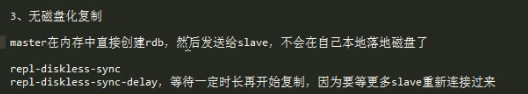 3、无磁盘化复制
master在内存中直接创建rdb，然后发送给slave，不会在自己本地落地磁盘了
repl-diskless-sync
repl-diskless-sync-delay，等待一定时长再开始复制，因为要等更多slave重新连接过来